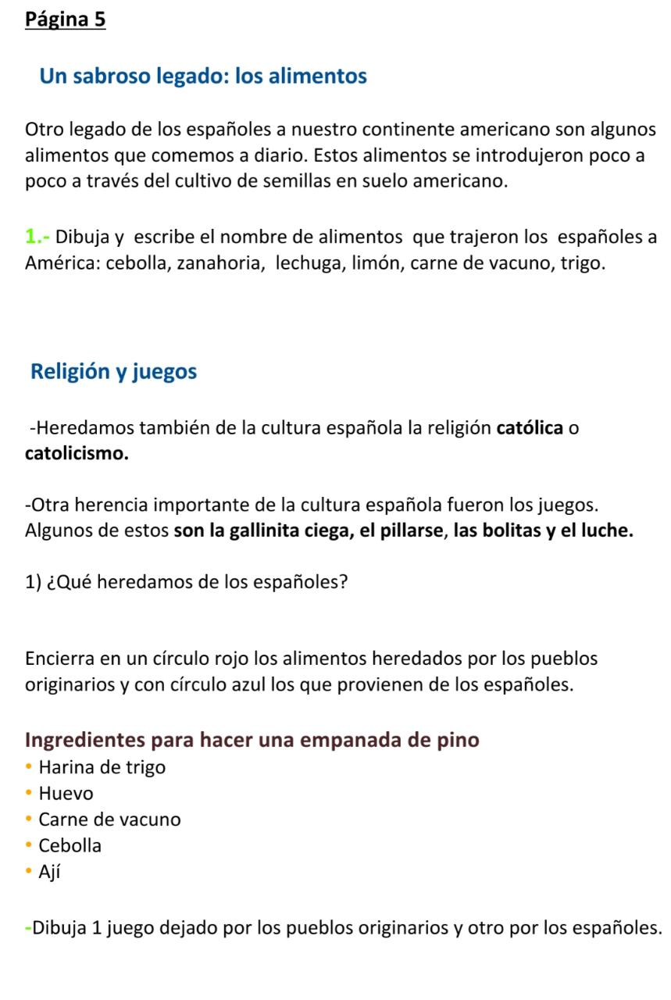 Página 5
Un sabroso legado: los alimentos
Otro legado de los españoles a nuestro continente americano son algunos
alimentos que comemos a diario. Estos alimentos se introdujeron poco a
poco a través del cultivo de semillas en suelo americano.
1.- Dibuja y escribe el nombre de alimentos que trajeron los españoles a
América: cebolla, zanahoria, lechuga, limón, carne de vacuno, trigo.
Religión y juegos
-Heredamos también de la cultura española la religión católica o
catolicismo.
-Otra herencia importante de la cultura española fueron los juegos.
Algunos de estos son la gallinita ciega, el pillarse, las bolitas y el luche.
1) ¿Qué heredamos de los españoles?
Encierra en un círculo rojo los alimentos heredados por los pueblos
originarios y con círculo azul los que provienen de los españoles.
Ingredientes para hacer una empanada de pino
• Harina de trigo
• Huevo
• Carne de vacuno
• Cebolla
• Ají
-Dibuja 1 juego dejado por los pueblos originarios y otro por los españoles.